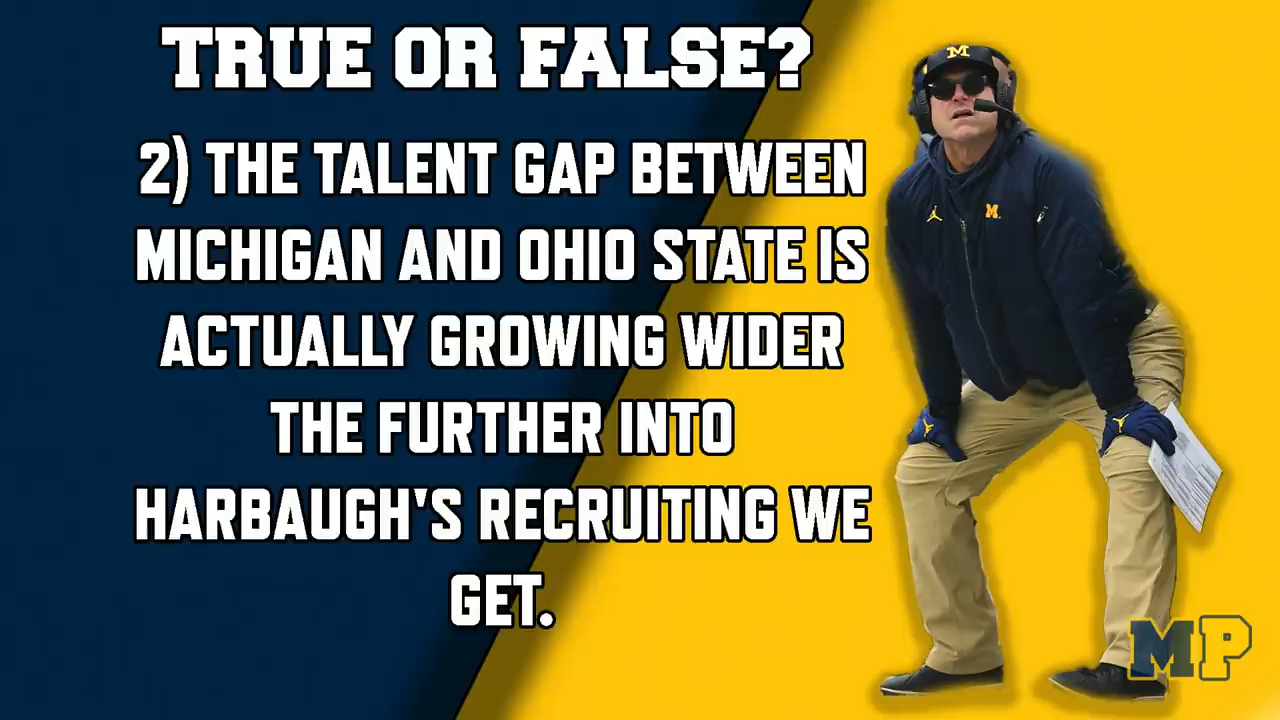 TRUE OR FALSE?
2) THE TALENT GAP BETWEEN
MICHIGAN AND OHIO STATE IS
ACTUALLY GROWING WIDER
THE FURTHER INTO
HARBAUGH'S RECRUITING WE
GET.
M
M
MP